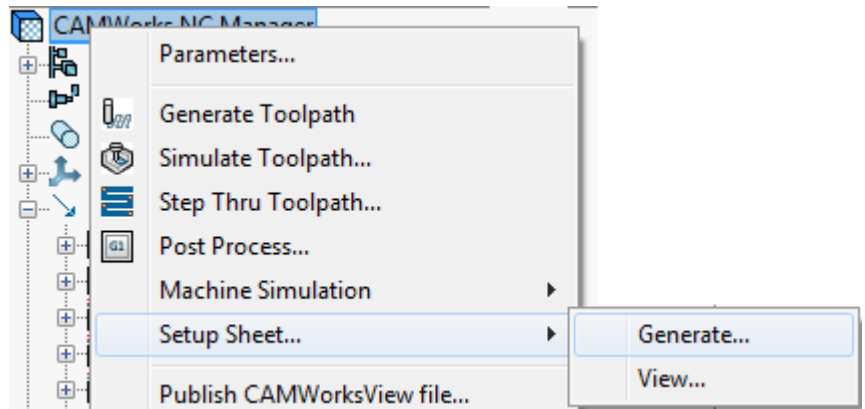 CAMWorks NC Manager
Parameters...
Generate Toolpath
Simulate Toolpath...
Step Thru Toolpath...
G1
Post Process...
Machine Simulation
Setup Sheet...
Generate...
View...
Publish CAMWorksView file...